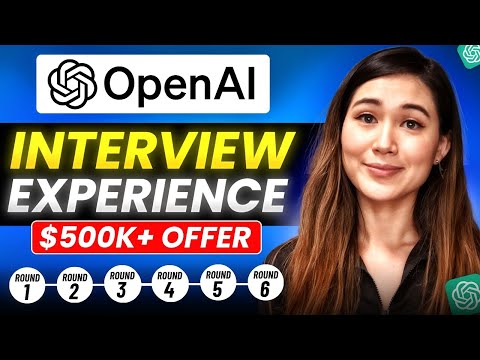 OpenAI
INTERVIEW
EXPERIENCE
$500K+ OFFER
ROUND 1 ROUND 2 ROUND 3 ROUND 4 ROUND 5 ROUND 6